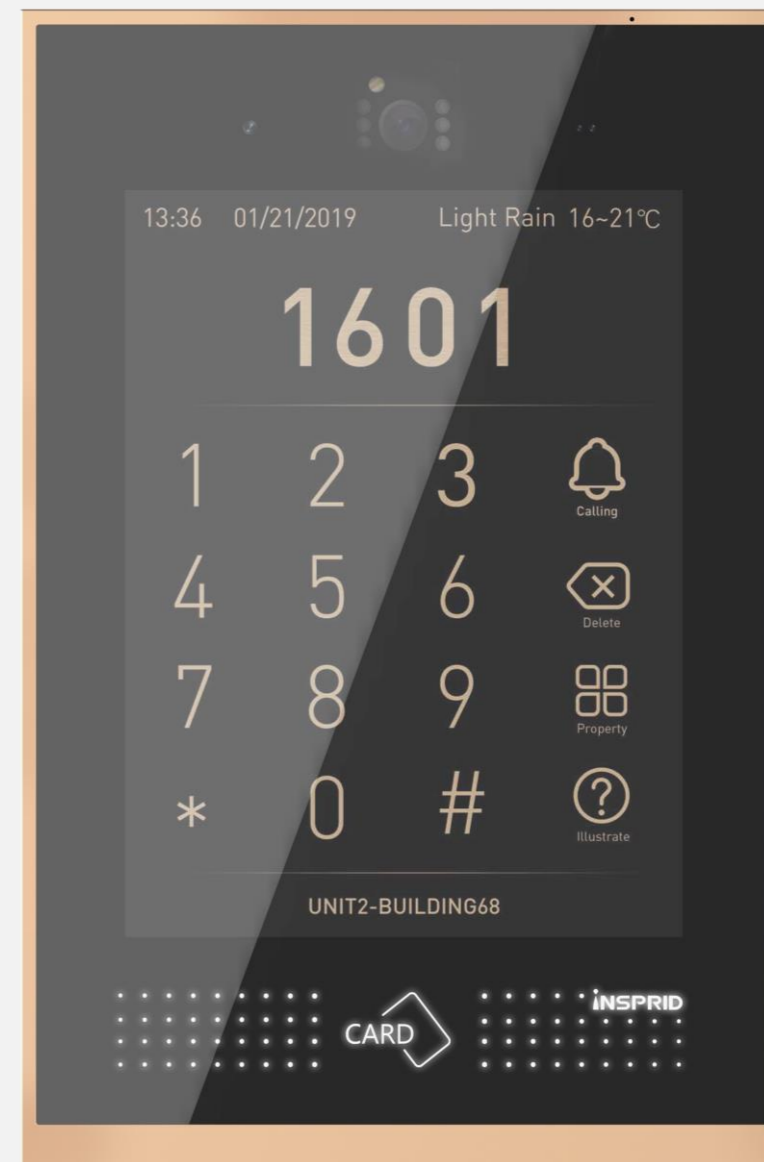 13:36 01/21/2019 Light Rain 16~21℃
1601
1 2 3
Calling
4 5 6
Delete
7 8 9
Property
* 0 #
Illustrate
UNIT2-BUILDING68
INSPRID
CARD